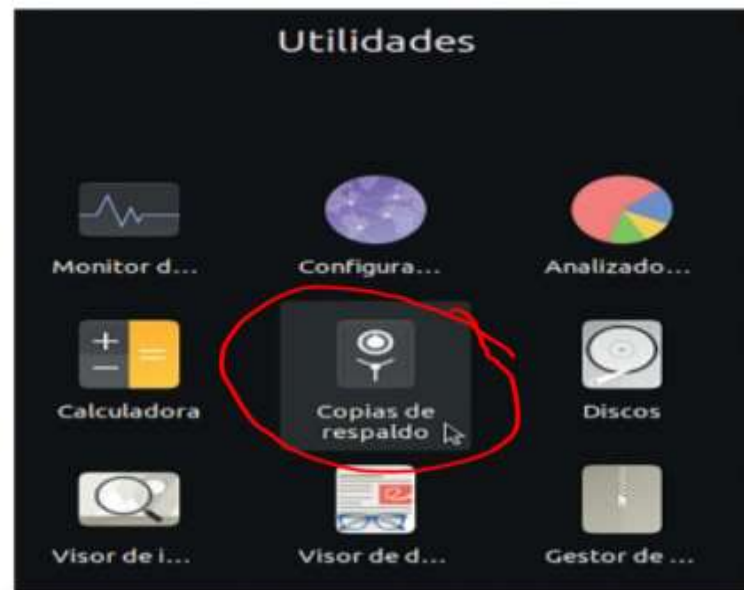 Utilidades
Monitor d...
Configura...
Analizado...
Calculadora
Copias de
respaldo
Discos
Visor de i...
Visor de d...
Gestor de ...